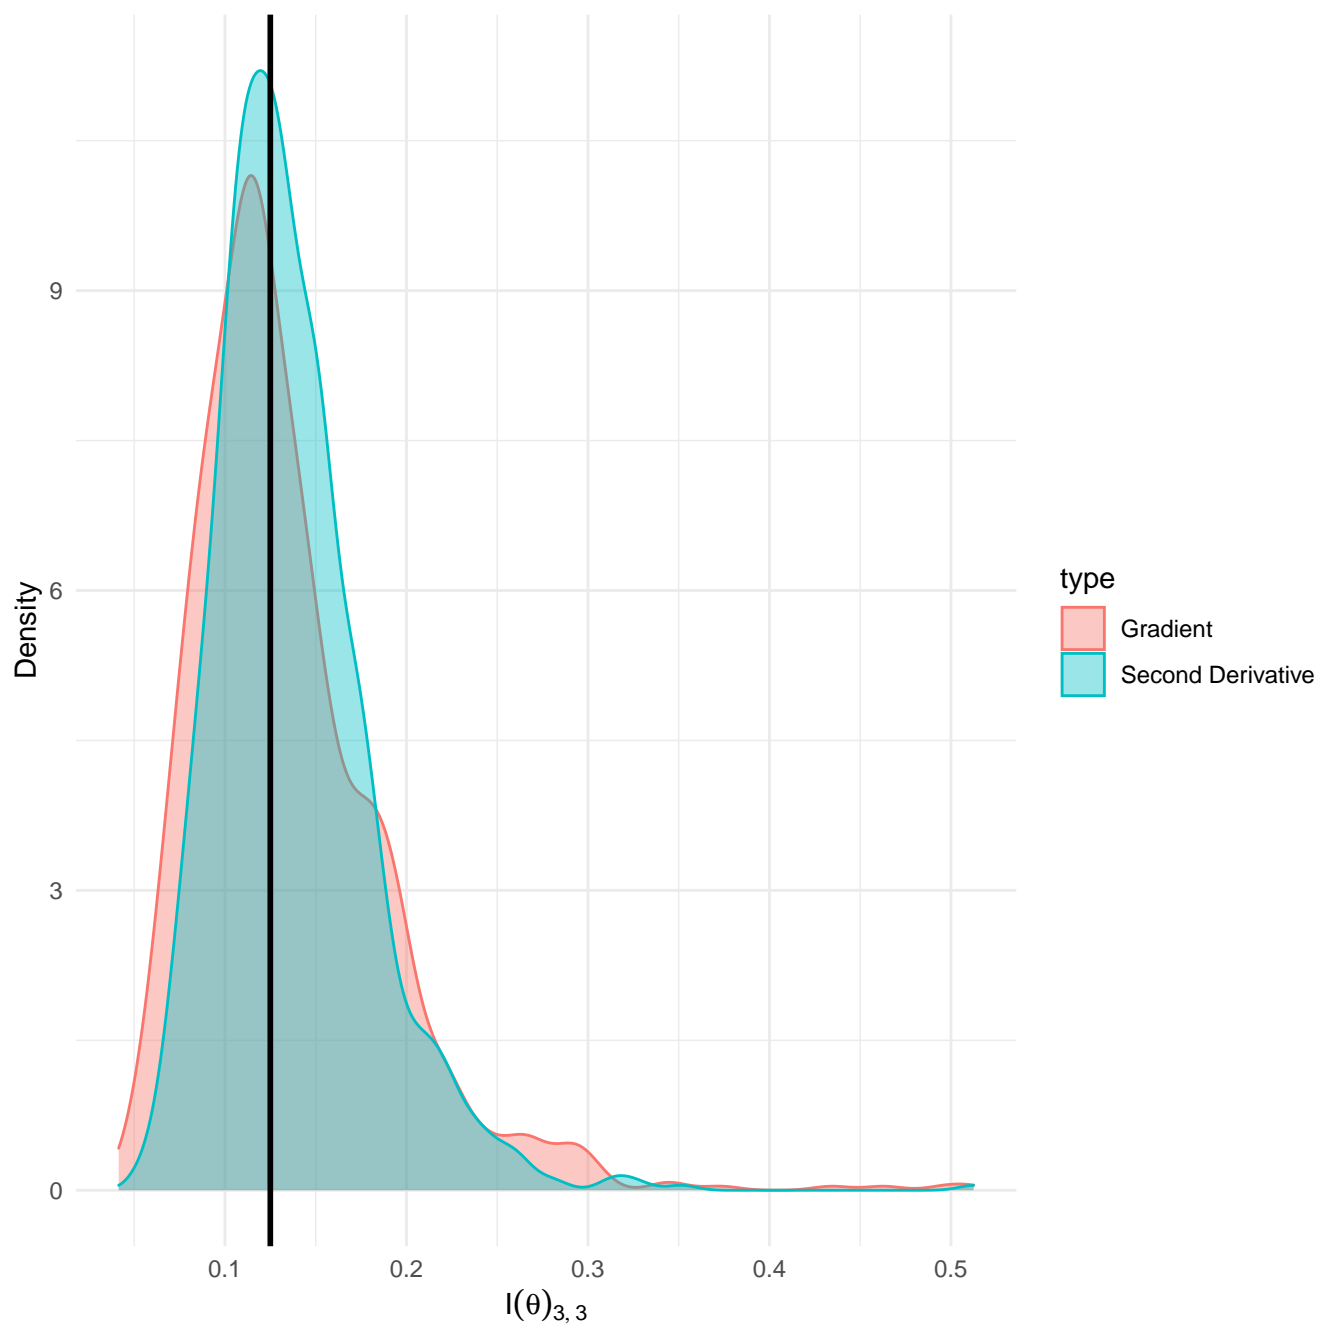 Density
9
6
3
0
0.1 0.2 0.3 0.4 0.5
I(θ)3, 3
type
Gradient
Second Derivative